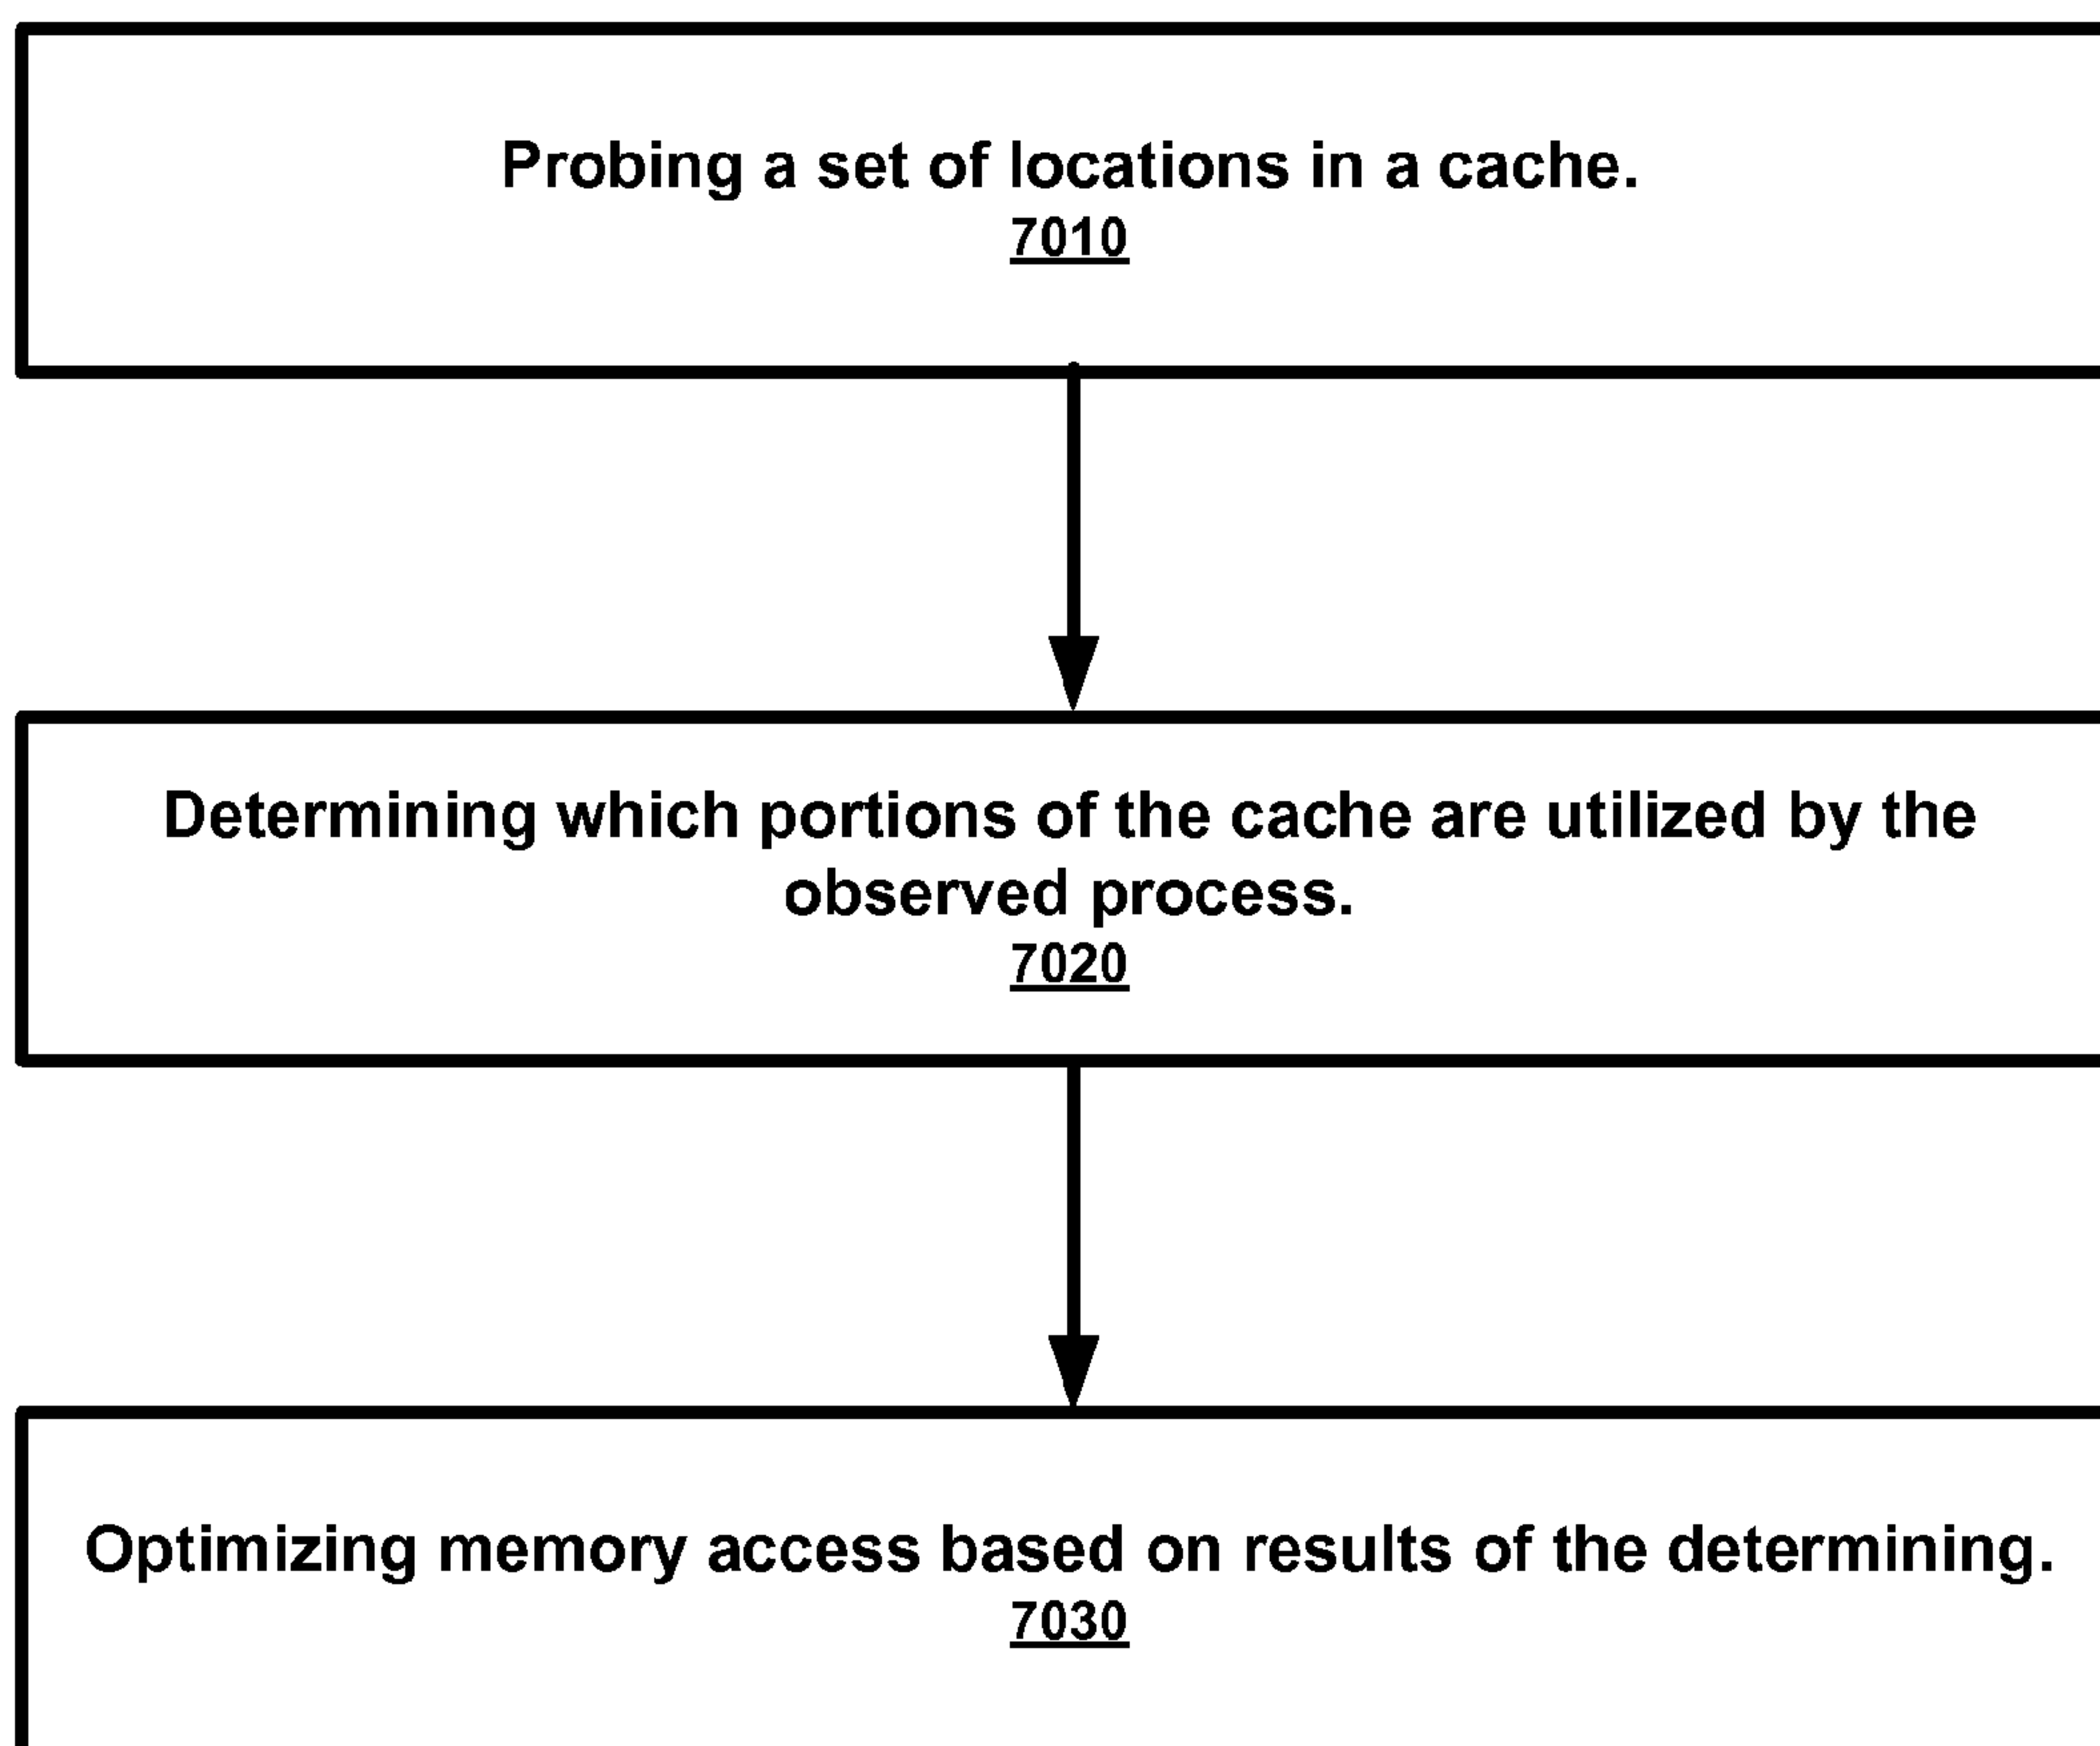 Probing a set of locations in a cache.
7010
Determining which portions of the cache are utilized by the
observed process.
7020
Optimizing memory access based on results of the determining.
7030